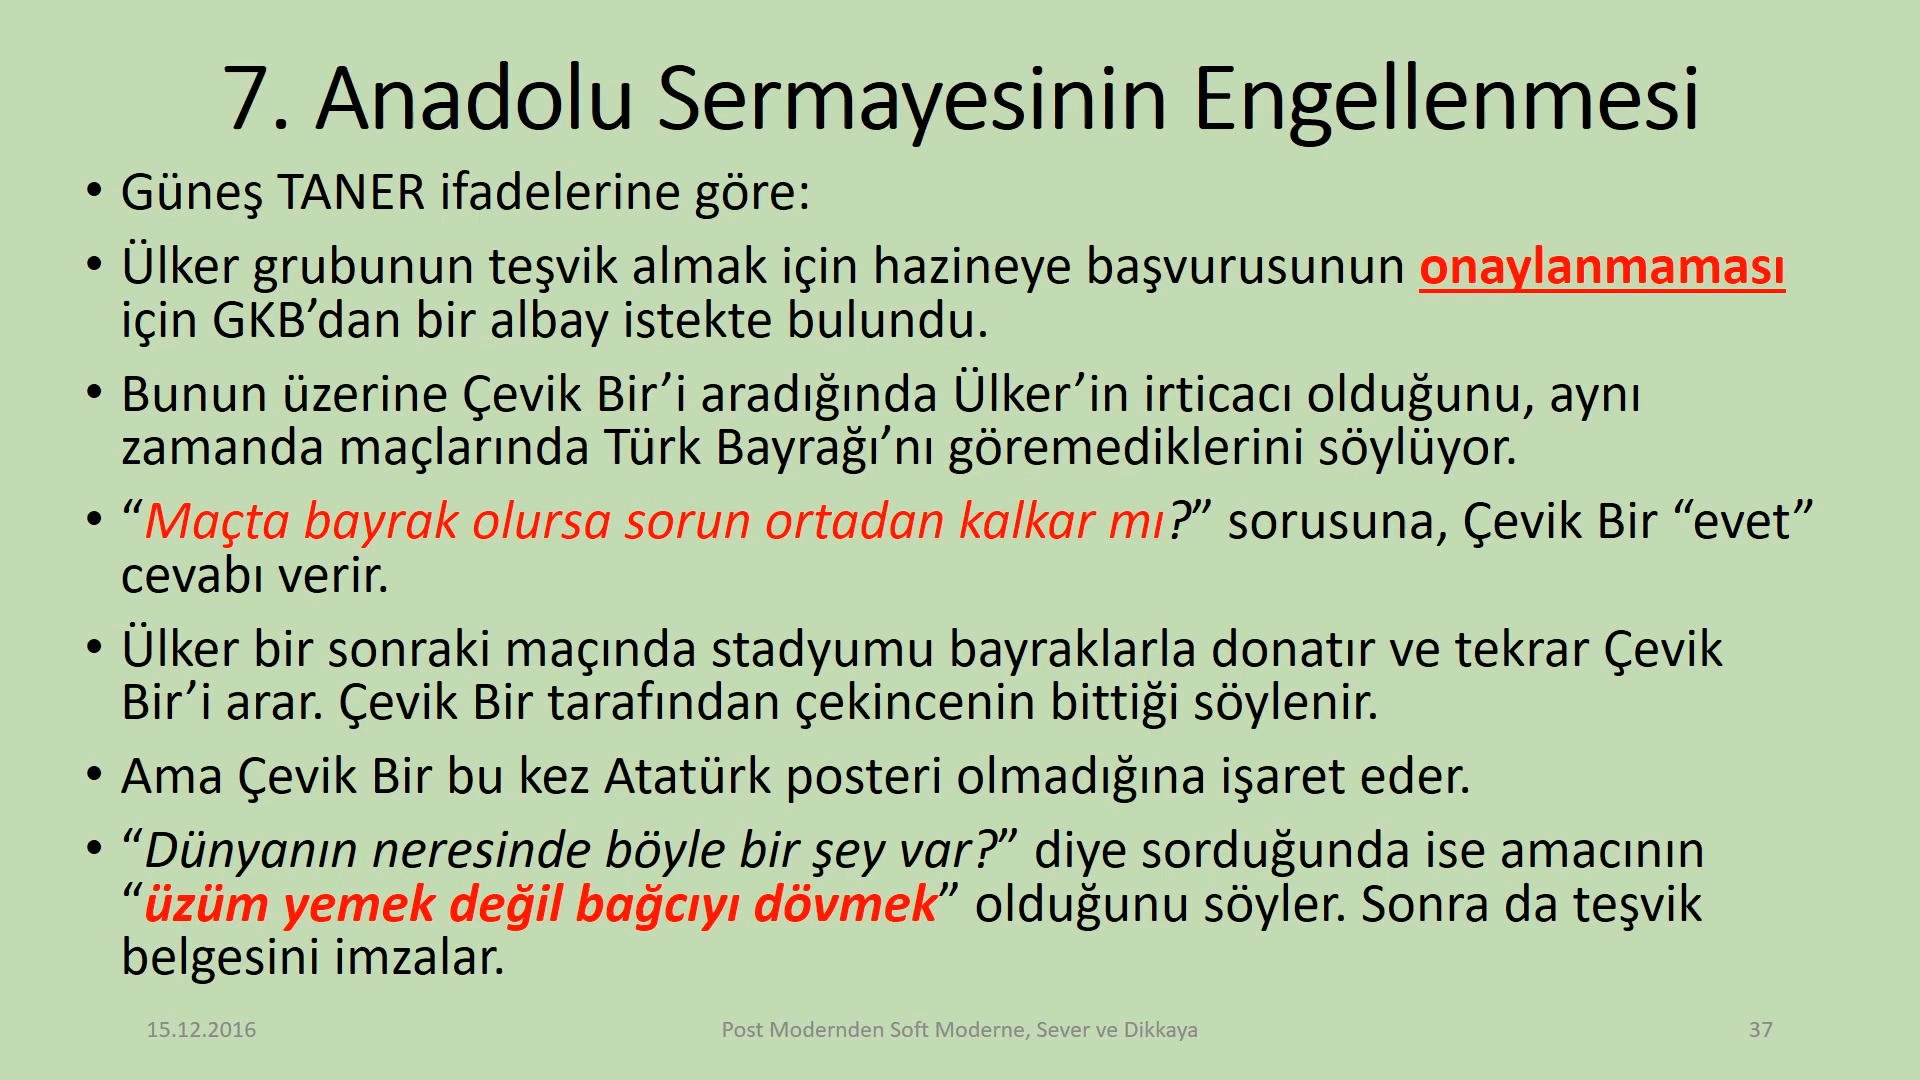 7. Anadolu Sermayesinin Engellenmesi
• Güneş TANER ifadelerine göre:
• Ülker grubunun teşvik almak için hazineye başvurusunun onaylanmaması
için GKB’dan bir albay istekte bulundu.
• Bunun üzerine Çevik Bir’i aradığında Ülker’in irticacı olduğunu, aynı
zamanda maçlarında Türk Bayrağı’nı göremediklerini söylüyor.
• “Maçta bayrak olursa sorun ortadan kalkar mı?” sorusuna, Çevik Bir “evet”
cevabı verir.
• Ülker bir sonraki maçında stadyumu bayraklarla donatır ve tekrar Çevik
Bir’i arar. Çevik Bir tarafından çekincenin bittiği söylenir.
• Ama Çevik Bir bu kez Atatürk posteri olmadığına işaret eder.
• “Dünyanın neresinde böyle bir şey var?” diye sorduğunda ise amacının
“üzüm yemek değil bağcıyı dövmek” olduğunu söyler. Sonra da teşvik
belgesini imzalar.
15.12.2016 Post Modernden Soft Moderne, Sever ve Dikkaya 37